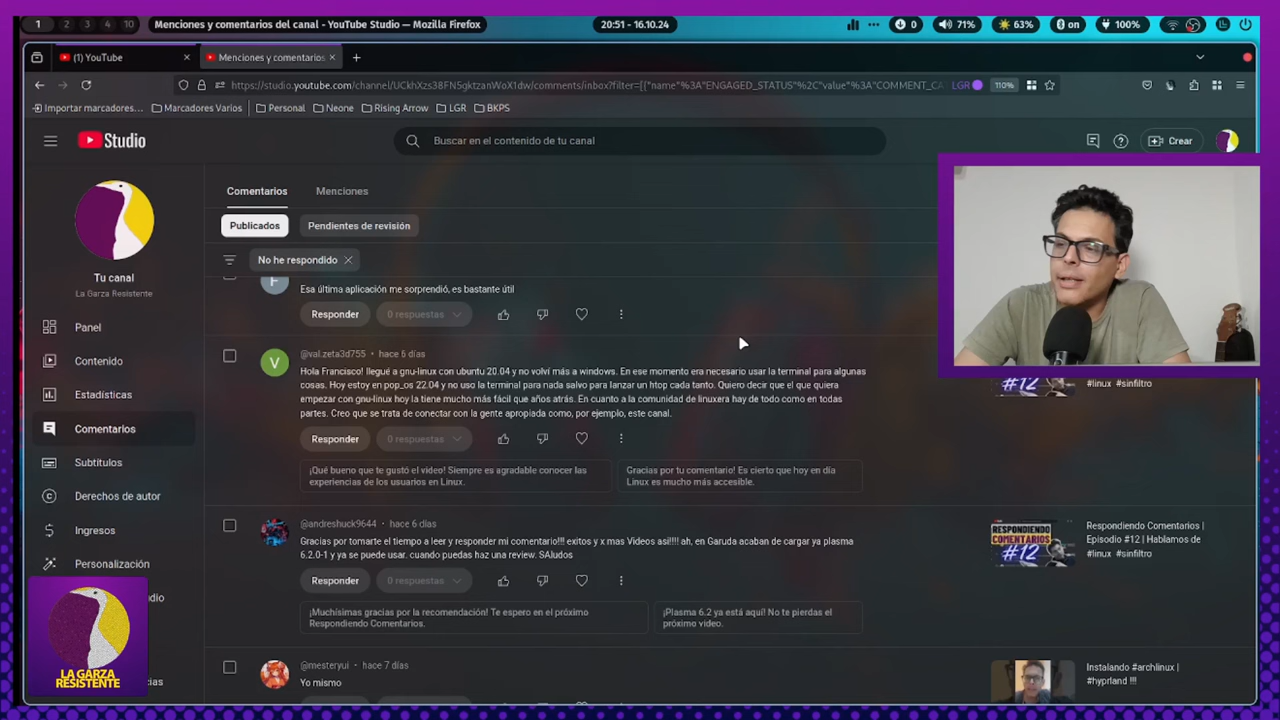 1 2 3 4 10 Menciones y comentarios del canal - YouTube Studio — Mozilla Firefox 20:51 - 16.10.24 0 71% 63% on 100%
(1) YouTube Menciones y comentarios
https://studio.youtube.com/channel/UCkhXzs38FN5gktzanWoX1dw/comments/inbox?filter=[{"name"%3A"ENGAGED_STATUS"%2C"value"%3A"COMMENT_CA LGR 110%
Importar marcadores... Marcadores Varios Personal Neone Rising Arrow LGR BKPS
Studio Buscar en el contenido de tu canal Crear
Comentarios Menciones
Publicados Pendientes de revisión
No he respondido
Tu canal
La Garza Resistente
Panel
Contenido
Estadísticas
Comentarios
Subtítulos
Derechos de autor
Ingresos
Personalización
LA GARZA
RESISTENTE
F
Esa última aplicación me sorprendió, es bastante útil
Responder 0 respuestas
V
@val.zeta3d755 • hace 6 días
Hola Francisco! llegué a gnu-linux con ubuntu 20.04 y no volví más a windows. En ese momento era necesario usar la terminal para algunas
cosas. Hoy estoy en pop_os 22.04 y no uso la terminal para nada salvo para lanzar un htop cada tanto. Quiero decir que el que quiera
empezar con gnu-linux hoy la tiene mucho más fácil que años atrás. En cuanto a la comunidad de linuxera hay de todo como en todas
partes. Creo que se trata de conectar con la gente apropiada como, por ejemplo, este canal.
Responder 0 respuestas
¡Qué bueno que te gustó el video! Siempre es agradable conocer las
experiencias de los usuarios en Linux.
Gracias por tu comentario! Es cierto que hoy en día
Linux es mucho más accesible.
#12
#linux #sinfiltro
@andreshuck9644 • hace 6 días
Gracias por tomarte el tiempo a leer y responder mi comentario!!! exitos y x mas Videos asi!!!! ah, en Garuda acaban de cargar ya plasma
6.2.0-1 y ya se puede usar. cuando puedas haz una review. SAludos
Responder 0 respuestas
¡Muchísimas gracias por la recomendación! Te espero en el próximo
Respondiendo Comentarios.
¡Plasma 6.2 ya está aquí! No te pierdas el
próximo video.
RESPONDIENDO
COMENTARIOS
#12
Respondiendo Comentarios |
Episodio #12 | Hablamos de
#linux #sinfiltro
@mesteryui • hace 7 días
Yo mismo
Instalando #archlinux |
#hyprland !!!